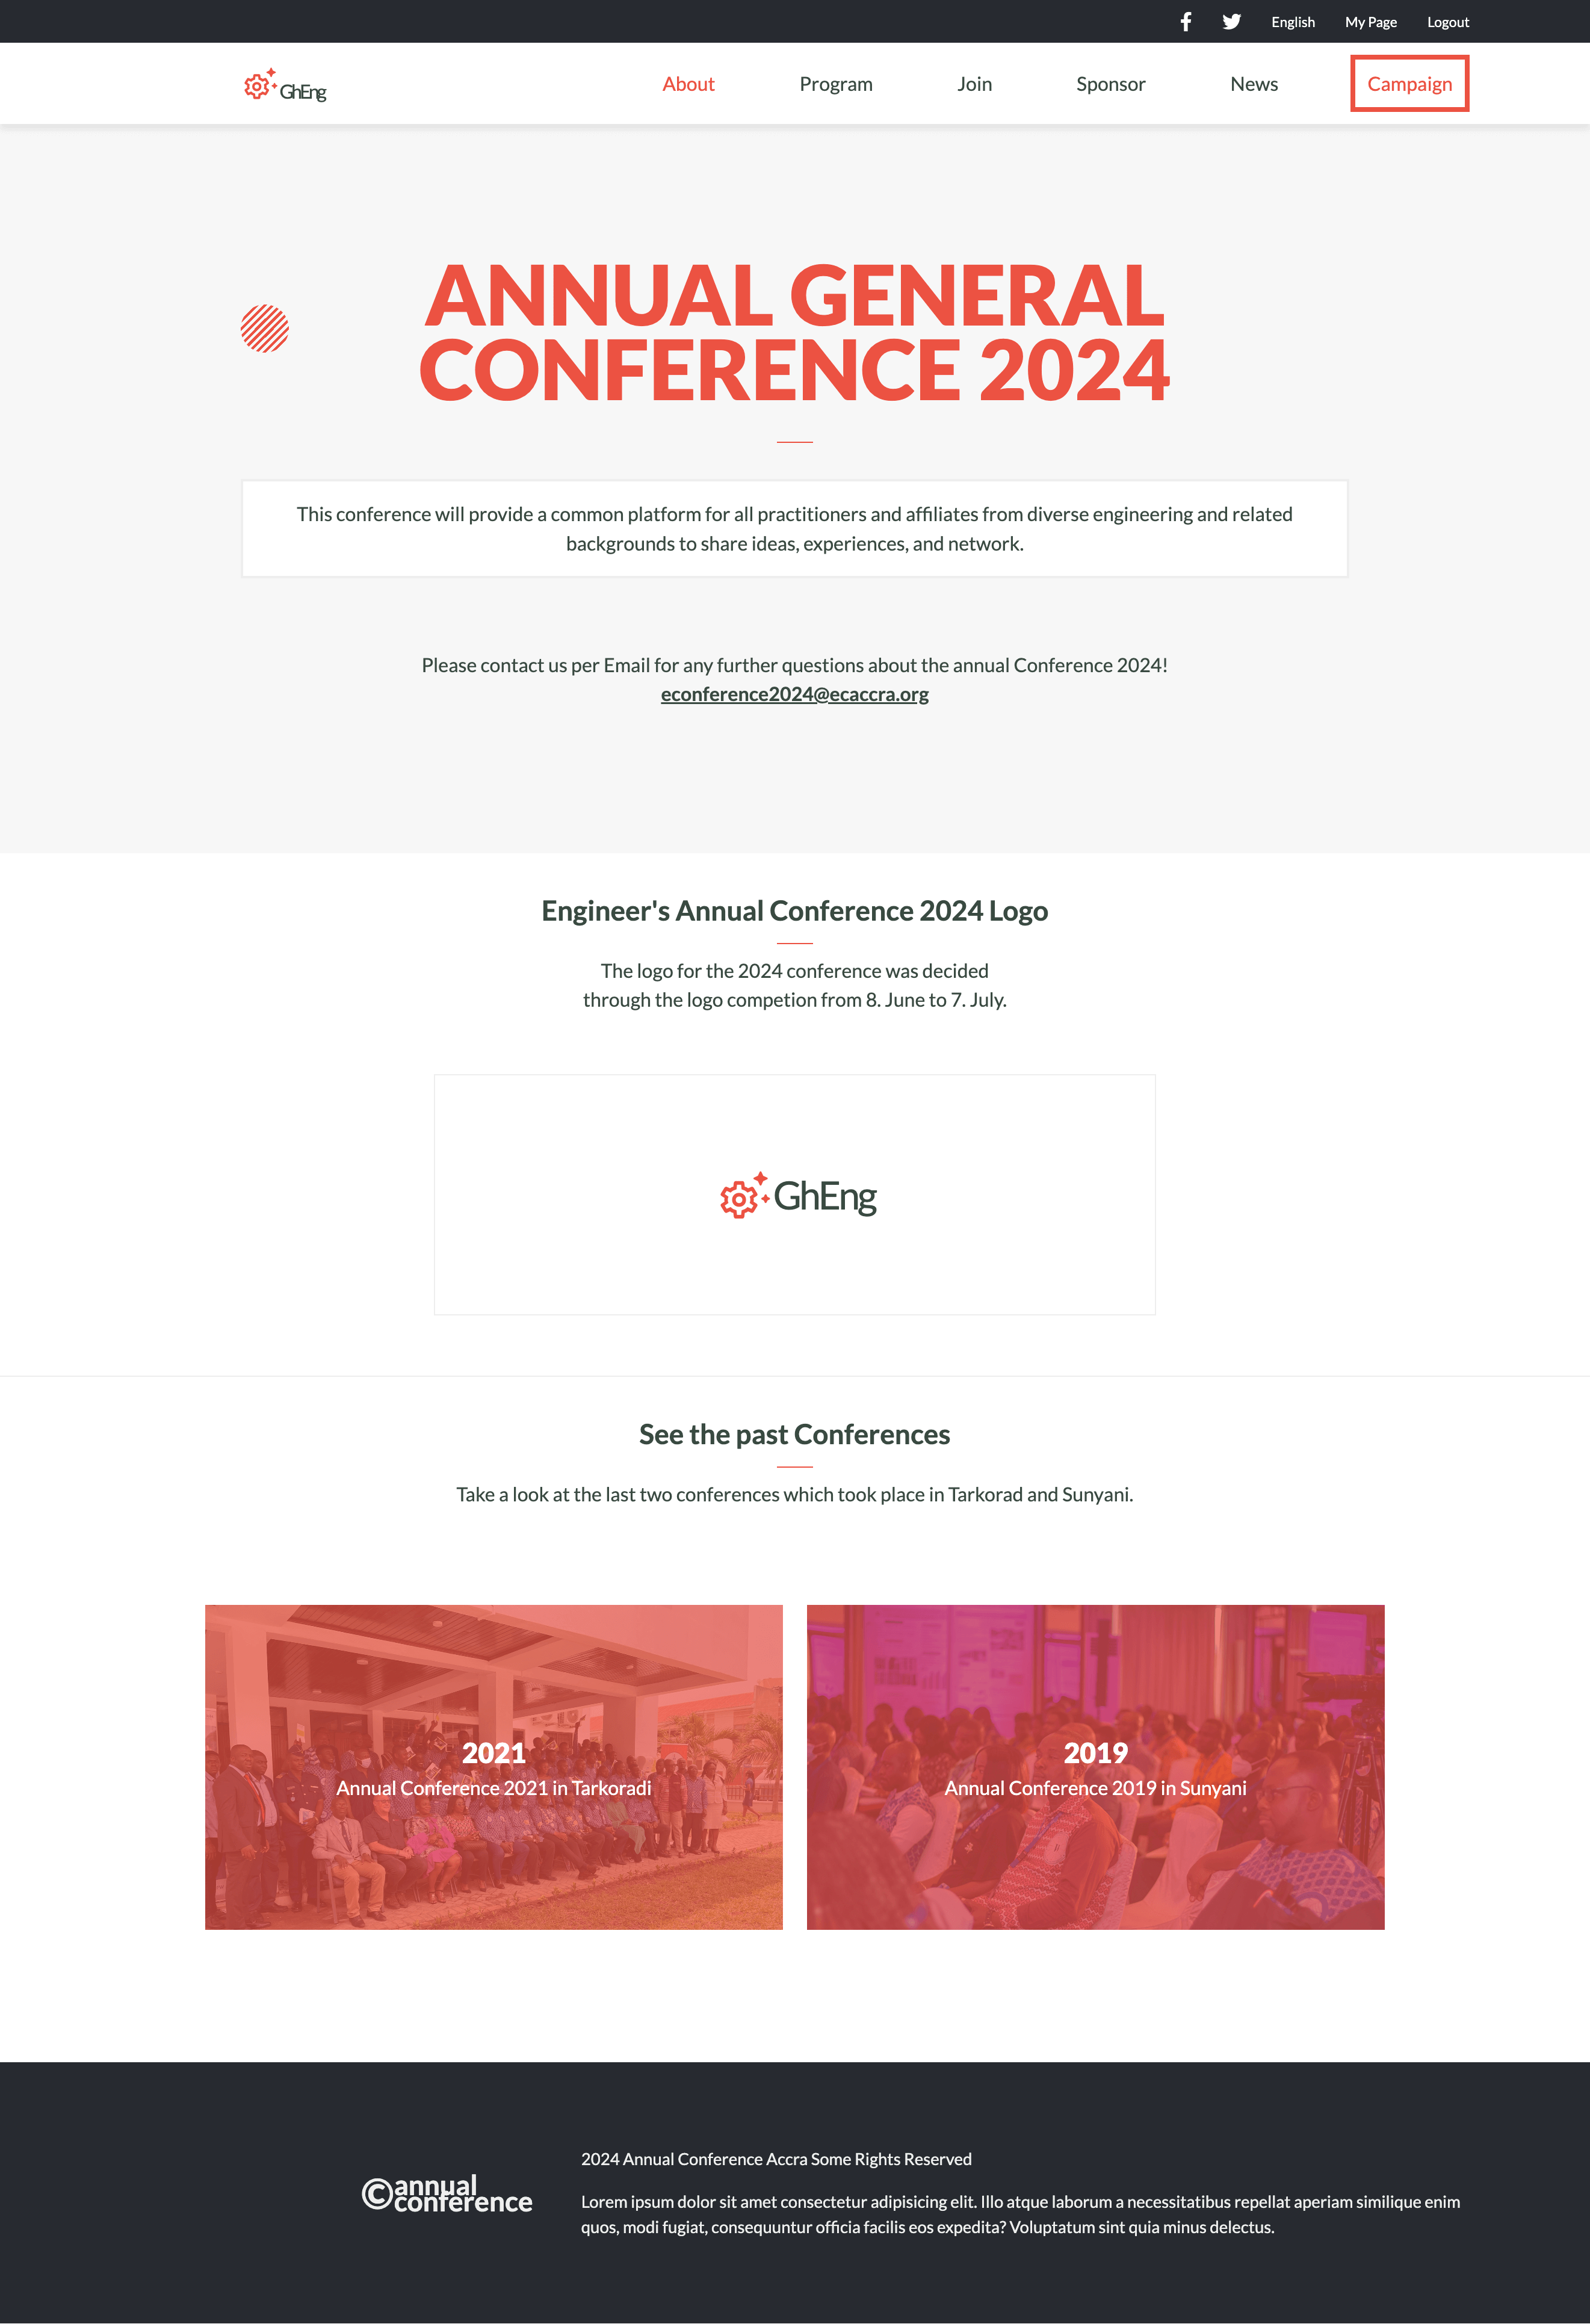 English My Page Logout
GhEng
About Program Join Sponsor News Campaign
ANNUAL GENERAL
CONFERENCE 2024
This conference will provide a common platform for all practitioners and affiliates from diverse engineering and related
backgrounds to share ideas, experiences, and network.
Please contact us per Email for any further questions about the annual Conference 2024!
econference2024@ecaccra.org
Engineer's Annual Conference 2024 Logo
The logo for the 2024 conference was decided
through the logo competion from 8. June to 7. July.
GhEng
See the past Conferences
Take a look at the last two conferences which took place in Tarkorad and Sunyani.
2021
Annual Conference 2021 in Tarkoradi
2019
Annual Conference 2019 in Sunyani
©annual
conference
2024 Annual Conference Accra Some Rights Reserved
Lorem ipsum dolor sit amet consectetur adipisicing elit. Illo atque laborum a necessitatibus repellat aperiam similique enim
quos, modi fugiat, consequuntur officia facilis eos expedita? Voluptatum sint quia minus delectus.